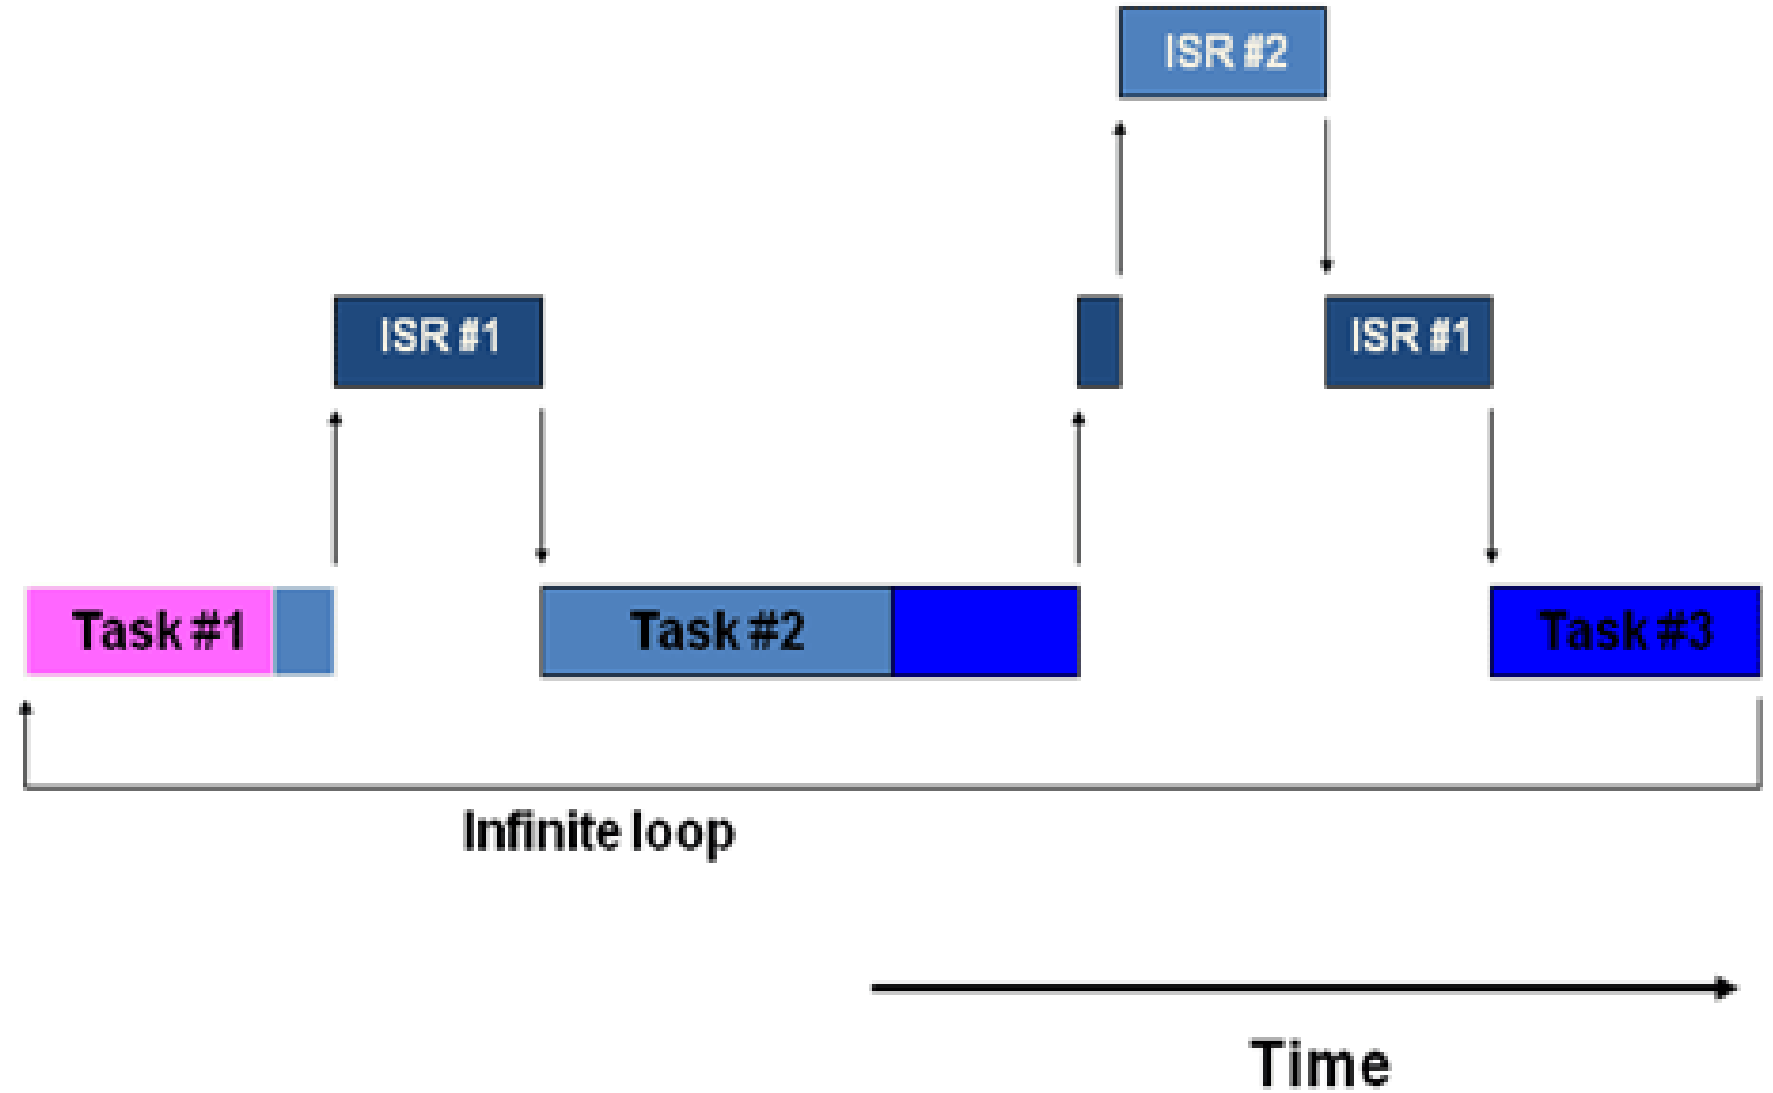 ISR #2
ISR #1
ISR #1
Task #1
Task #2
Task #3
Infinite loop
Time